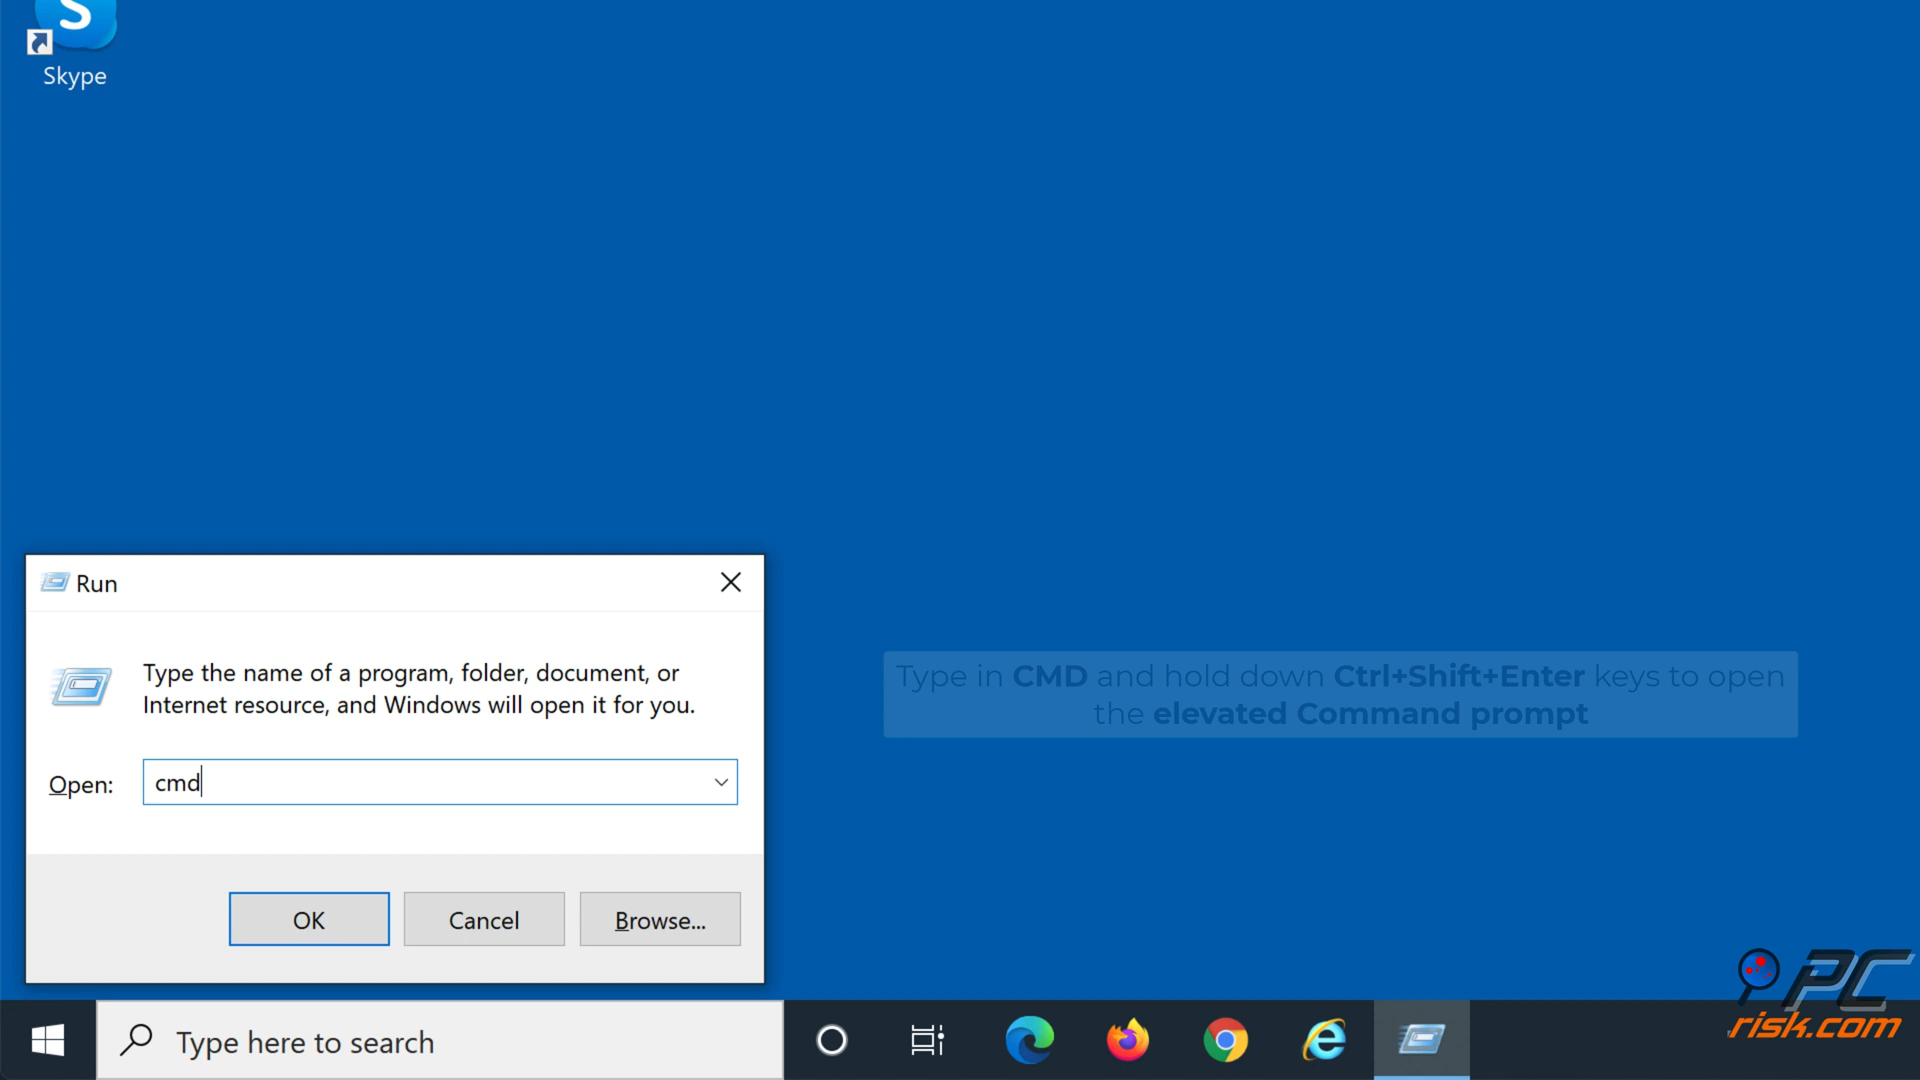 S
Skype
Run
Type the name of a program, folder, document, or
Internet resource, and Windows will open it for you.
Open:
cmd
OK
Cancel
Browse...
Type in CMD and hold down Ctrl+Shift+Enter keys to open
the elevated Command prompt
PC
risk.com
Type here to search